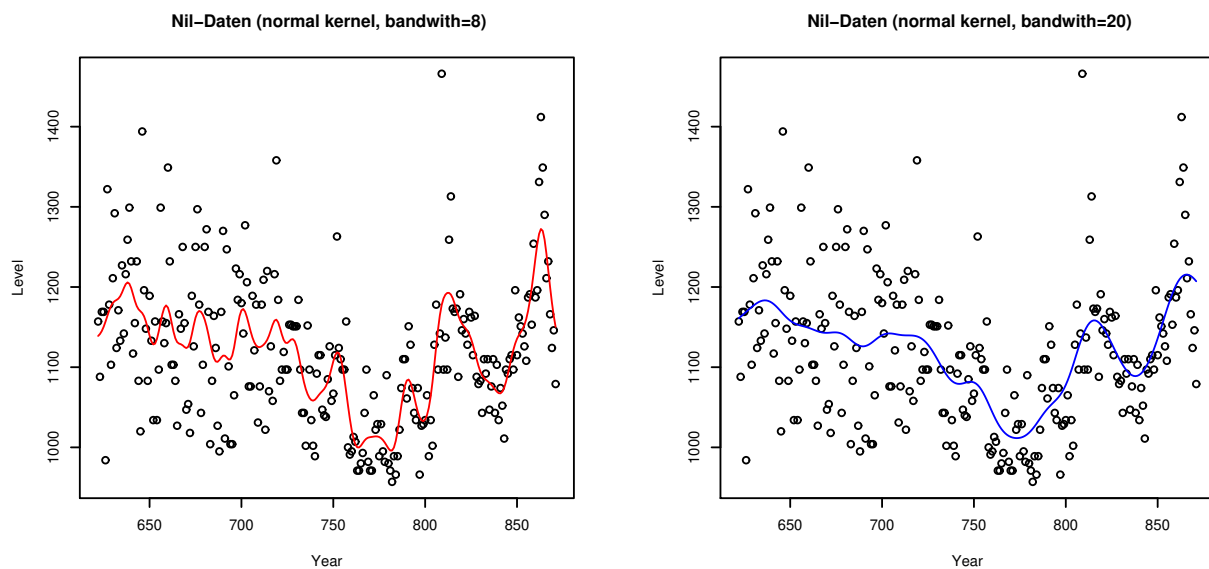 Nil−Daten (normal kernel, bandwith=8)
Level
1400
1300
1200
1100
1000
650 700 750 800 850
Year
Nil−Daten (normal kernel, bandwith=20)
Level
1400
1300
1200
1100
1000
650 700 750 800 850
Year